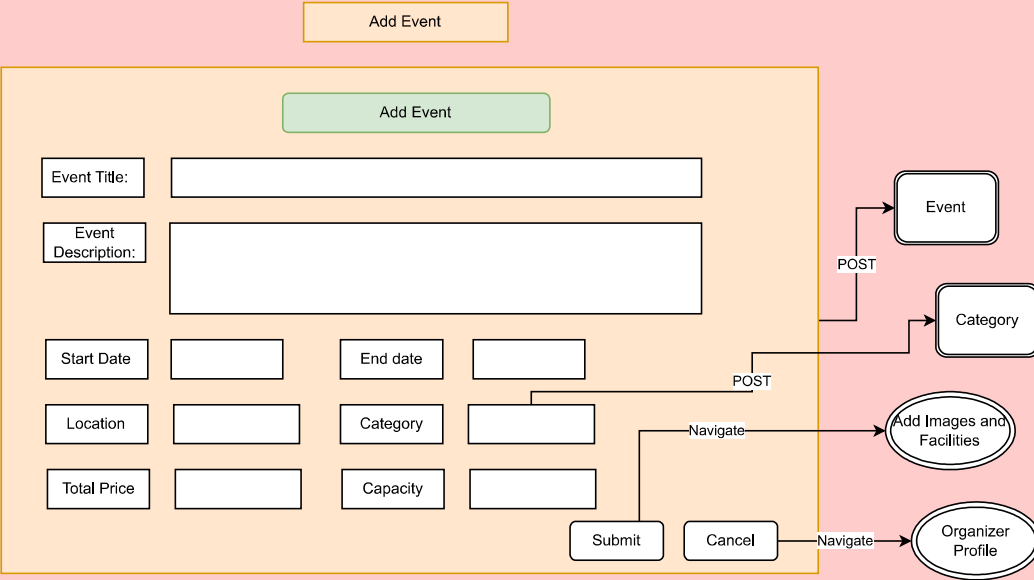 Add Event
Add Event
Event Title:
Event
Event
Description:
POST
Category
Start Date
End date
POST
Location
Category
Navigate
Add Images and
Facilities
Total Price
Capacity
Submit
Cancel
Navigate
Organizer
Profile